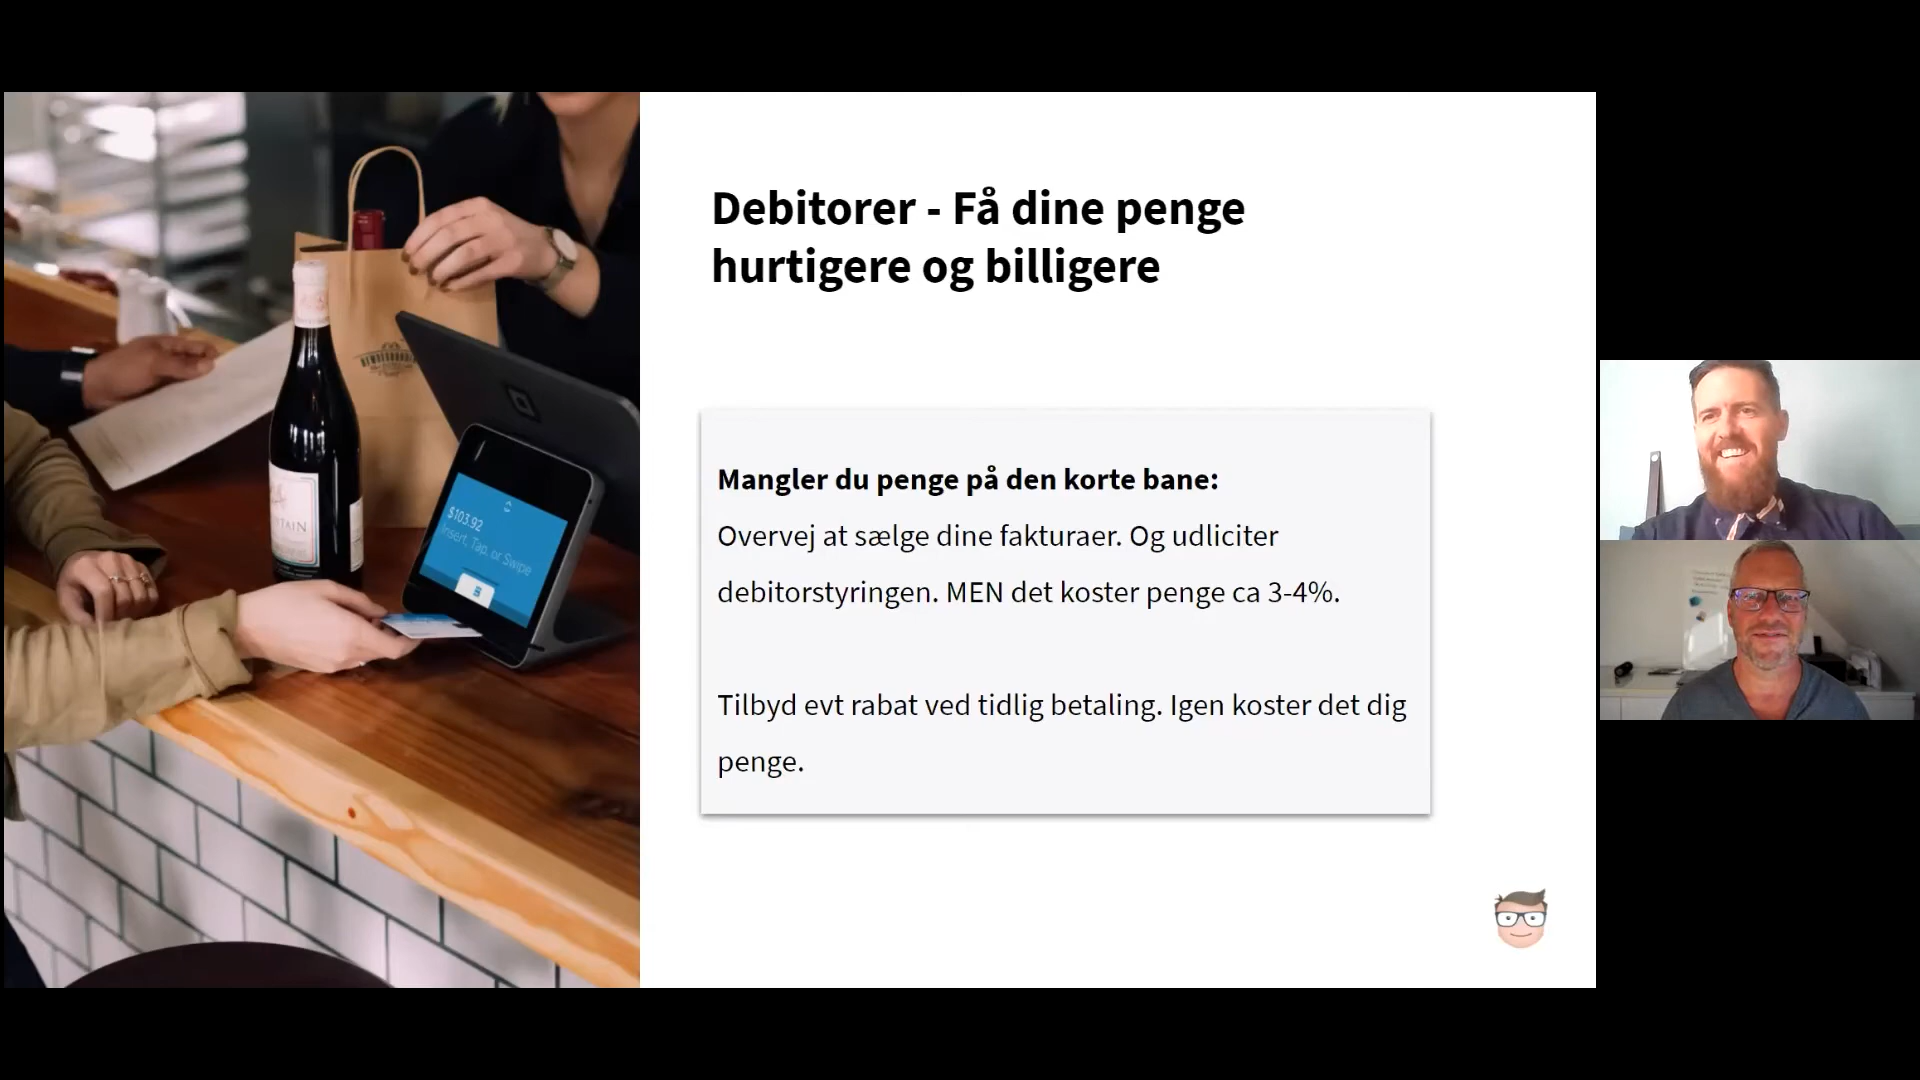 Debitorer - Få dine penge
hurtigere og billigere
Mangler du penge på den korte bane:
Overvej at sælge dine fakturaer. Og udliciter
debitorstyringen. MEN det koster penge ca 3-4%.
Tilbyd evt rabat ved tidlig betaling. Igen koster det dig
penge.
$103.92
Insert, Tap, or Swipe